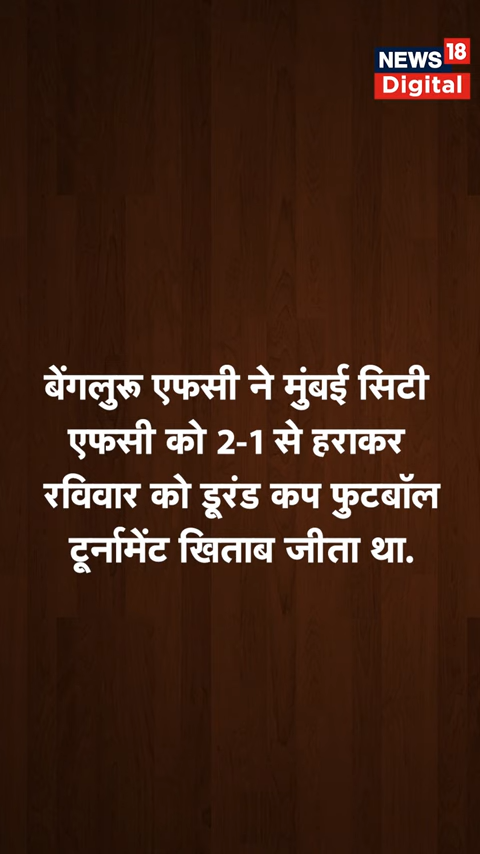 NEWS 18
Digital
बेंगलुरू एफसी ने मुंबई सिटी
एफसी को 2-1 से हराकर
रविवार को डूरंड कप फुटबॉल
टूर्नामेंट खिताब जीता था.